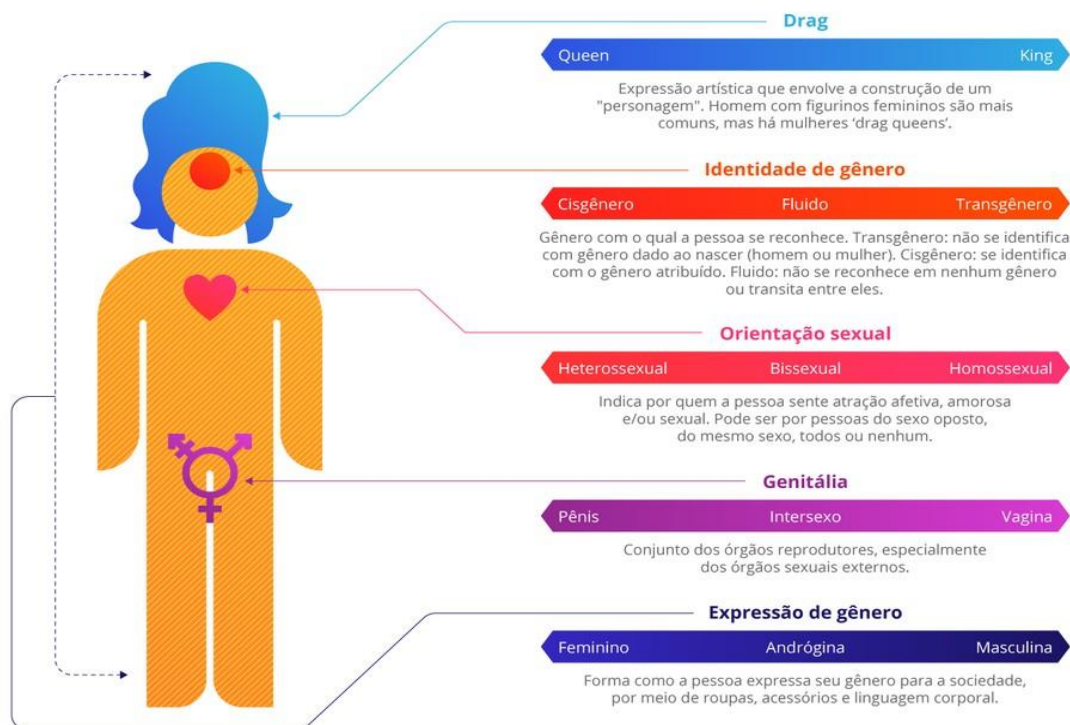 Drag
Queen King
Expressão artística que envolve a construção de um
"personagem". Homem com figurinos femininos são mais
comuns, mas há mulheres ‘drag queens’.
Identidade de gênero
Cisgênero Fluido Transgênero
Gênero com o qual a pessoa se reconhece. Transgênero: não se identifica
com gênero dado ao nascer (homem ou mulher). Cisgênero: se identifica
com o gênero atribuído. Fluido: não se reconhece em nenhum gênero
ou transita entre eles.
Orientação sexual
Heterossexual Bissexual Homossexual
Indica por quem a pessoa sente atração afetiva, amorosa
e/ou sexual. Pode ser por pessoas do sexo oposto,
do mesmo sexo, todos ou nenhum.
Genitália
Pênis Intersexo Vagina
Conjunto dos órgãos reprodutores, especialmente
dos órgãos sexuais externos.
Expressão de gênero
Feminino Andrógina Masculina
Forma como a pessoa expressa seu gênero para a sociedade,
por meio de roupas, acessórios e linguagem corporal.